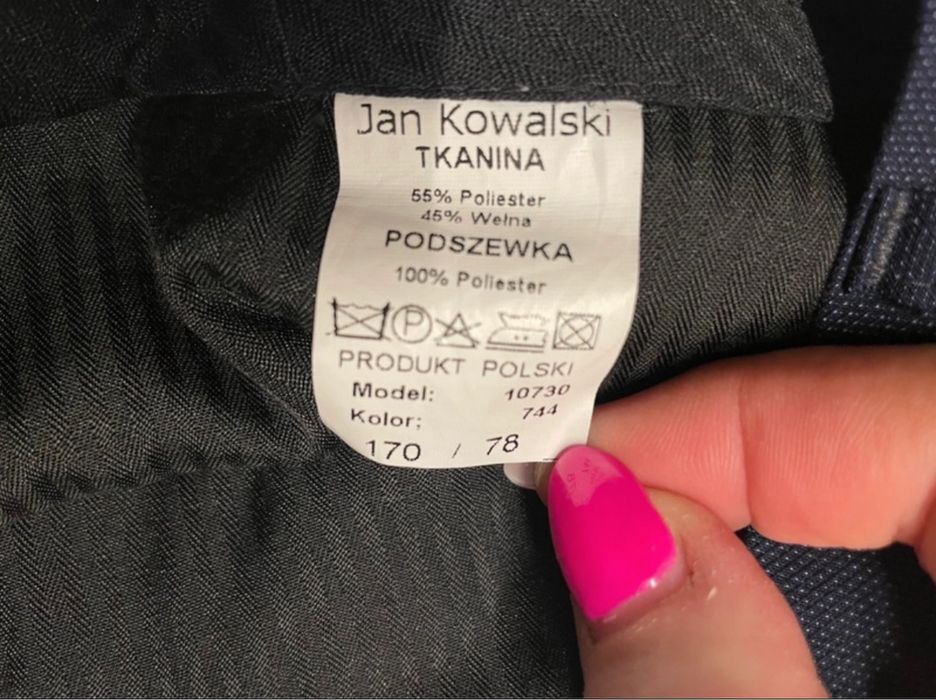 Jan Kowalski
TKANINA
55% Poliester
45% Wełna
PODSZEWKA
100% Poliester
P
PRODUKT POLSKI
Model: 10730
Kolor; 744
170 / 78